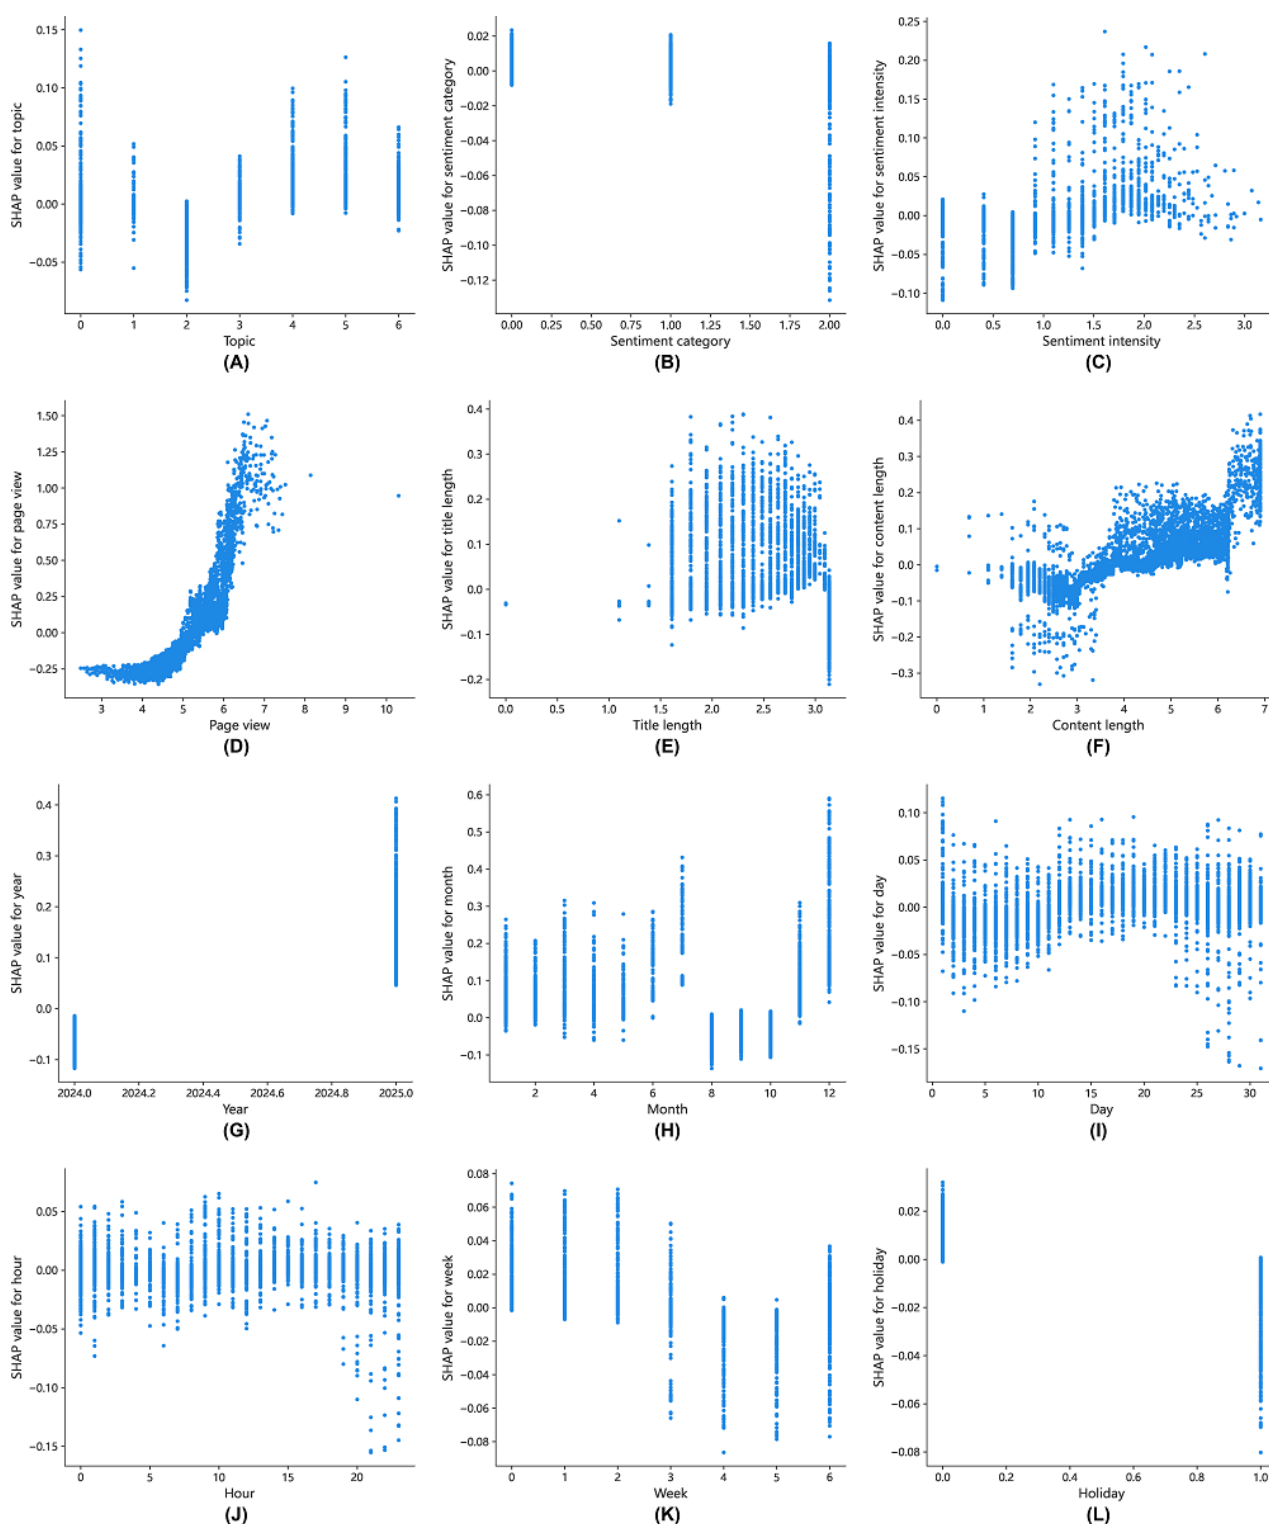 0.15
0.10
0.05
0.00
−0.05
SHAP value for topic
0 1 2 3 4 5 6
Topic
(A)
0.02
0.00
−0.02
−0.04
−0.06
−0.08
−0.10
−0.12
SHAP value for sentiment category
0.00 0.25 0.50 0.75 1.00 1.25 1.50 1.75 2.00
Sentiment category
(B)
0.25
0.20
0.15
0.10
0.05
0.00
−0.05
−0.10
SHAP value for sentiment intensity
0.0 0.5 1.0 1.5 2.0 2.5 3.0
Sentiment intensity
(C)
1.50
1.25
1.00
0.75
0.50
0.25
0.00
−0.25
SHAP value for page view
3 4 5 6 7 8 9 10
Page view
(D)
0.4
0.3
0.2
0.1
0.0
−0.1
−0.2
SHAP value for title length
0.0 0.5 1.0 1.5 2.0 2.5 3.0
Title length
(E)
0.4
0.3
0.2
0.1
0.0
−0.1
−0.2
−0.3
SHAP value for content length
0 1 2 3 4 5 6 7
Content length
(F)
0.4
0.3
0.2
0.1
0.0
−0.1
SHAP value for year
2024.0 2024.2 2024.4 2024.6 2024.8 2025.0
Year
(G)
0.6
0.5
0.4
0.3
0.2
0.1
0.0
−0.1
SHAP value for month
2 4 6 8 10 12
Month
(H)
0.10
0.05
0.00
−0.05
−0.10
−0.15
SHAP value for day
0 5 10 15 20 25 30
Day
(I)
0.05
0.00
−0.05
−0.10
−0.15
SHAP value for hour
0 5 10 15 20
Hour
(J)
0.08
0.06
0.04
0.02
0.00
−0.02
−0.04
−0.06
−0.08
SHAP value for week
0 1 2 3 4 5 6
Week
(K)
0.02
0.00
−0.02
−0.04
−0.06
−0.08
SHAP value for holiday
0.0 0.2 0.4 0.6 0.8 1.0
Holiday
(L)